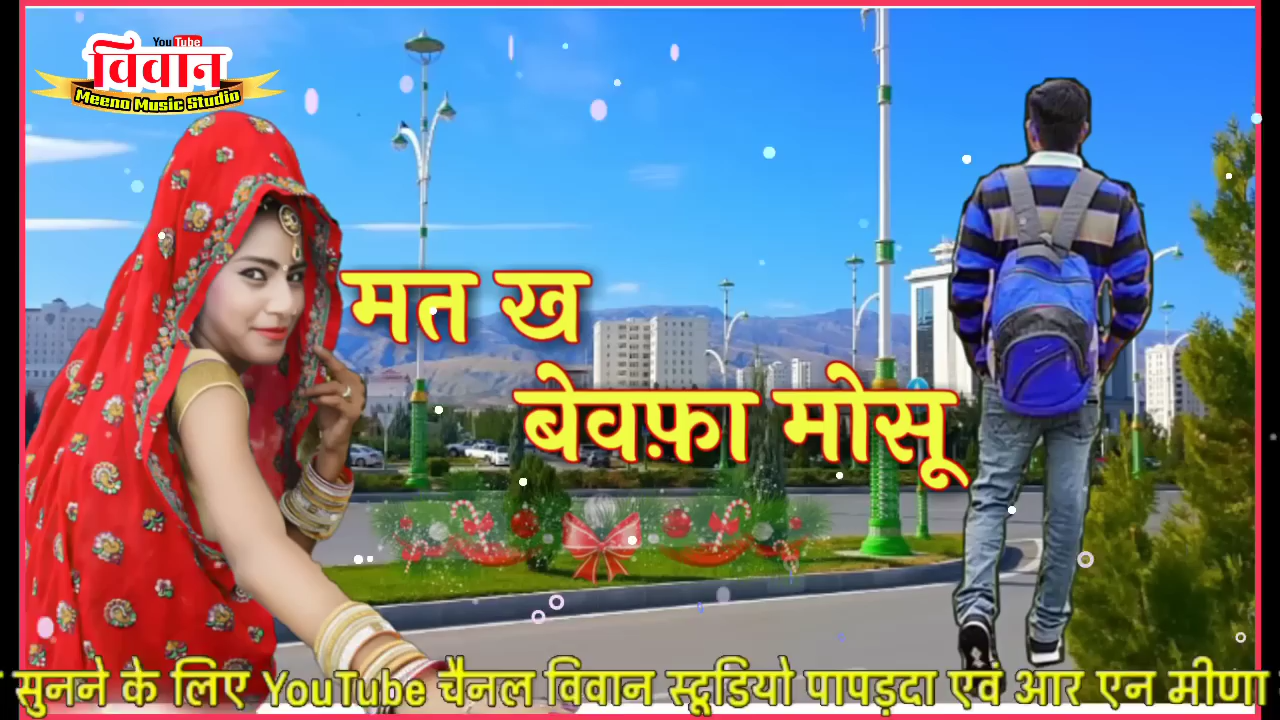 YouTube
विवान
Meena Music Studio
मत ख
बेवफ़ा मोसू
सुनने के लिए YouTube चैनल विवान स्टूडियो पापड़दा एवं आर एन मीणा